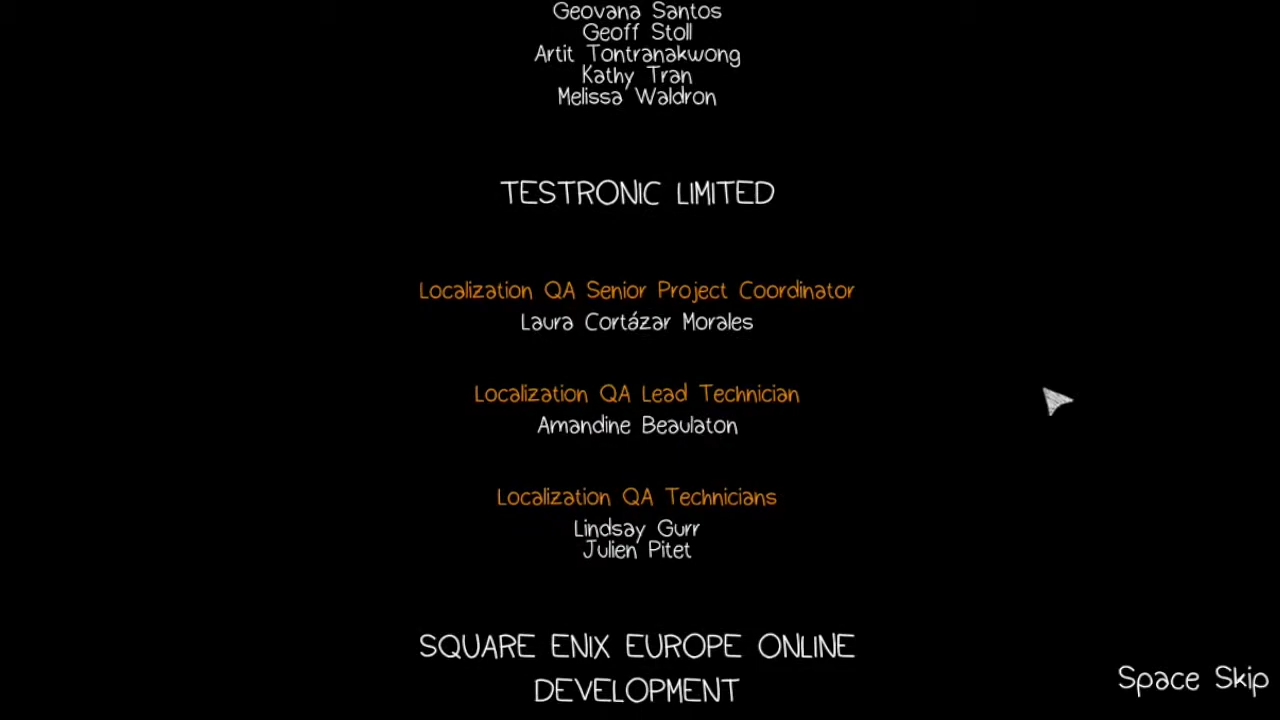 Geovana Santos
Geoff Stoll
Artit Tontranakwong
Kathy Tran
Melissa Waldron
TESTRONIC LIMITED
Localization QA Senior Project Coordinator
Laura Cortázar Morales
Localization QA Lead Technician
Amandine Beaulaton
Localization QA Technicians
Lindsay Gurr
Julien Pitet
SQUARE ENIX EUROPE ONLINE
DEVELOPMENT
Space Skip